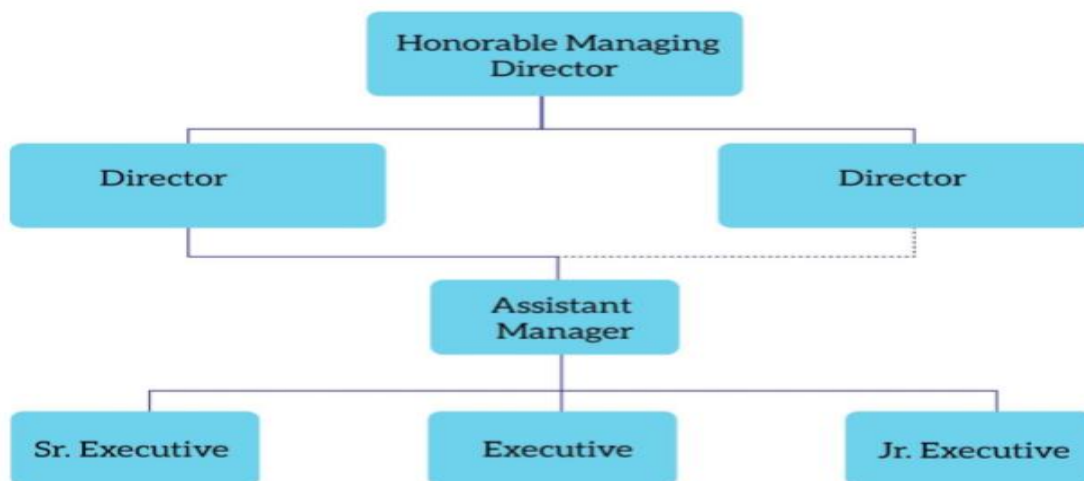 Honorable Managing
Director
Director
Director
Assistant
Manager
Sr. Executive
Executive
Jr. Executive